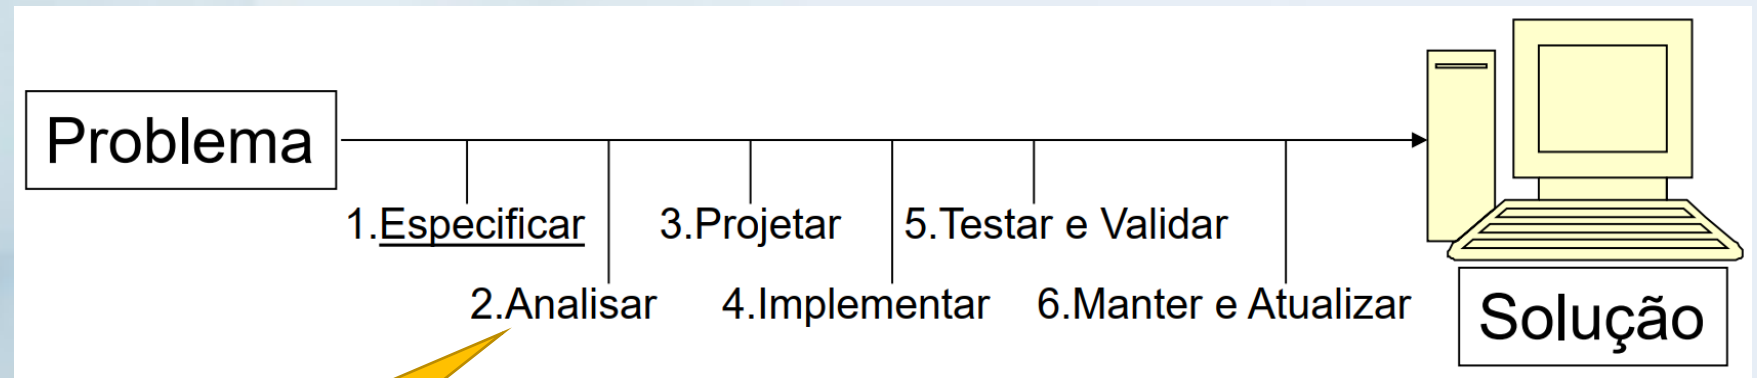 Problema
1.Especificar
2.Analisar
3.Projetar
4.Implementar
5.Testar e Validar
6.Manter e Atualizar
Solução